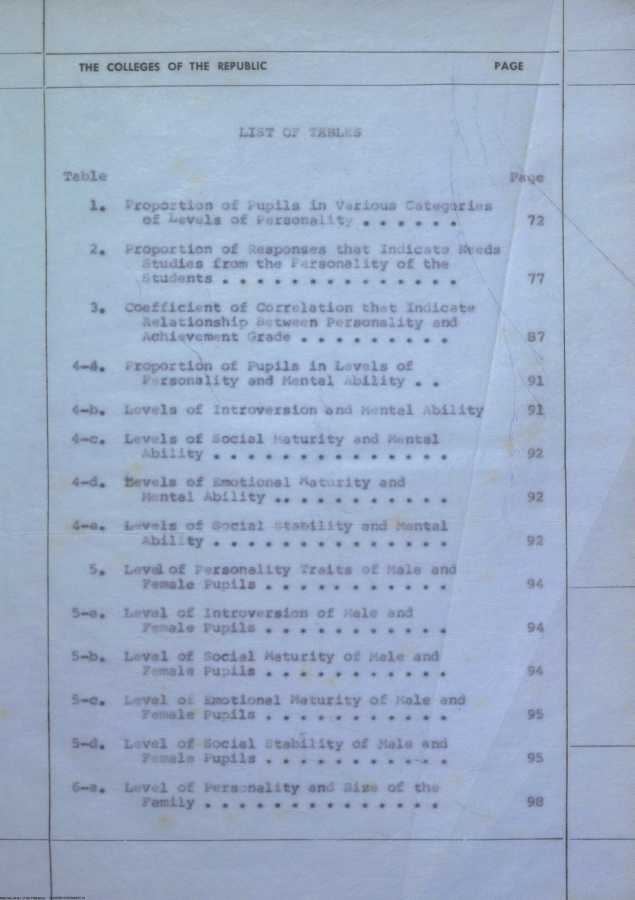 THE COLLEGES OF THE REPUBLIC PAGE
LIST OF TABLES
Table Page
1. Proportion of Pupils in Various Categories
of Levels of Personality . . . . . . 72
2. Proportion of Responses that Indicate Needs
Studies from the Personality of the
Students . . . . . . . . . . . . . . 77
3. Coefficient of Correlation that Indicate
Relationship Between Personality and
Achievement Grade . . . . . . . . . 87
4-a. Proportion of Pupils in Levels of
Personality and Mental Ability . . 91
4-b. Levels of Introversion and Mental Ability 91
4-c. Levels of Social Maturity and Mental
Ability . . . . . . . . . . . . . . 92
4-d. Levels of Emotional Maturity and
Mental Ability . . . . . . . . . . . 92
4-e. Levels of Social Stability and Mental
Ability . . . . . . . . . . . . . . 92
5. Level of Personality Traits of Male and
Female Pupils . . . . . . . . . . . 94
5-a. Level of Introversion of Male and
Female Pupils . . . . . . . . . . . 94
5-b. Level of Social Maturity of Male and
Female Pupils . . . . . . . . . . . 94
5-c. Level of Emotional Maturity of Male and
Female Pupils . . . . . . . . . . . 95
5-d. Level of Social Stability of Male and
Female Pupils . . . . . . . . . . . 95
6-a. Level of Personality and Size of the
Family . . . . . . . . . . . . . . 98